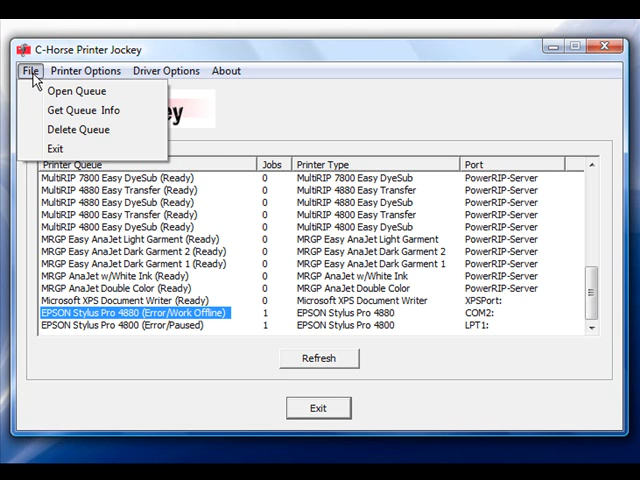 C-Horse Printer Jockey
File Printer Options Driver Options About
Open Queue
Get Queue Info
Delete Queue
Exit
ey
Printer Queue Jobs Printer Type Port
MultiRIP 7800 Easy DyeSub (Ready) 0 MultiRIP 7800 Easy DyeSub PowerRIP-Server
MultiRIP 4880 Easy Transfer (Ready) 0 MultiRIP 4880 Easy Transfer PowerRIP-Server
MultiRIP 4880 Easy DyeSub (Ready) 0 MultiRIP 4880 Easy DyeSub PowerRIP-Server
MultiRIP 4800 Easy Transfer (Ready) 0 MultiRIP 4800 Easy Transfer PowerRIP-Server
MultiRIP 4800 Easy DyeSub (Ready) 0 MultiRIP 4800 Easy DyeSub PowerRIP-Server
MRGP Easy AnaJet Light Garment (Ready) 0 MRGP Easy AnaJet Light Garment PowerRIP-Server
MRGP Easy AnaJet Dark Garment 2 (Ready) 0 MRGP Easy AnaJet Dark Garment 2 PowerRIP-Server
MRGP Easy AnaJet Dark Garment 1 (Ready) 0 MRGP Easy AnaJet Dark Garment 1 PowerRIP-Server
MRGP AnaJet w/White Ink (Ready) 0 MRGP AnaJet w/White Ink PowerRIP-Server
MRGP AnaJet Double Color (Ready) 0 MRGP AnaJet Double Color PowerRIP-Server
Microsoft XPS Document Writer (Ready) 0 Microsoft XPS Document Writer XPSPort:
EPSON Stylus Pro 4880 (Error/Work Offline) 1 EPSON Stylus Pro 4880 COM2:
EPSON Stylus Pro 4800 (Error/Paused) 1 EPSON Stylus Pro 4800 LPT1:
Refresh
Exit